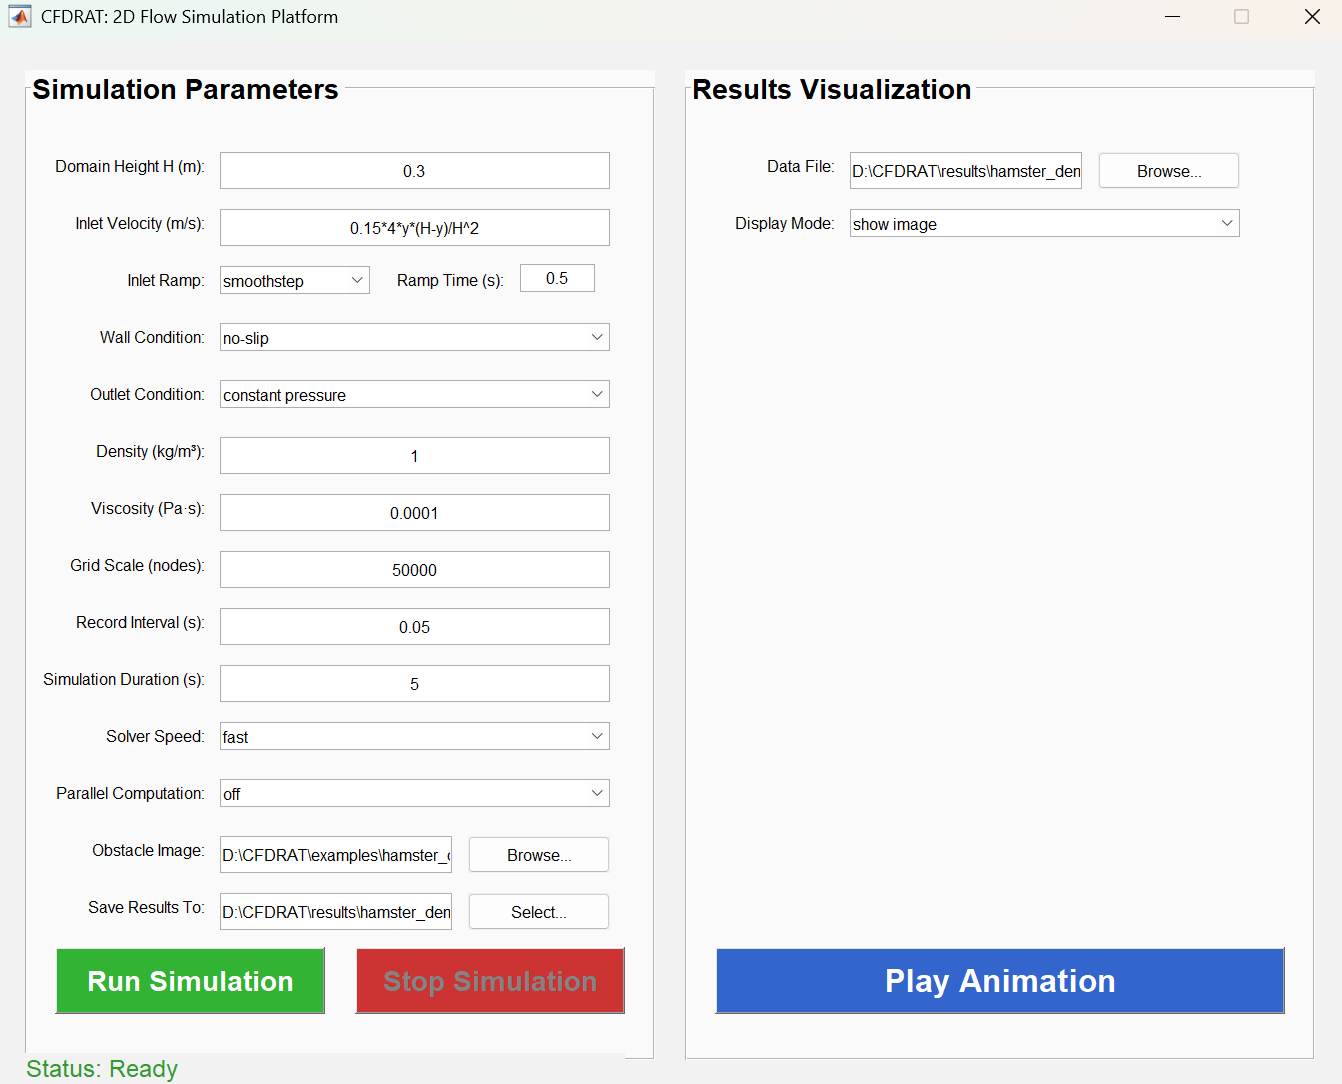 CFDRAT: 2D Flow Simulation Platform
Simulation Parameters
Domain Height H (m): 0.3
Inlet Velocity (m/s): 0.15*4*y*(H-y)/H^2
Inlet Ramp: smoothstep Ramp Time (s): 0.5
Wall Condition: no-slip
Outlet Condition: constant pressure
Density (kg/m³): 1
Viscosity (Pa·s): 0.0001
Grid Scale (nodes): 50000
Record Interval (s): 0.05
Simulation Duration (s): 5
Solver Speed: fast
Parallel Computation: off
Obstacle Image: D:\CFDRAT\examples\hamster_ Browse...
Save Results To: D:\CFDRAT\results\hamster_den Select...
Run Simulation Stop Simulation
Status: Ready
Results Visualization
Data File: D:\CFDRAT\results\hamster_den Browse...
Display Mode: show image
Play Animation